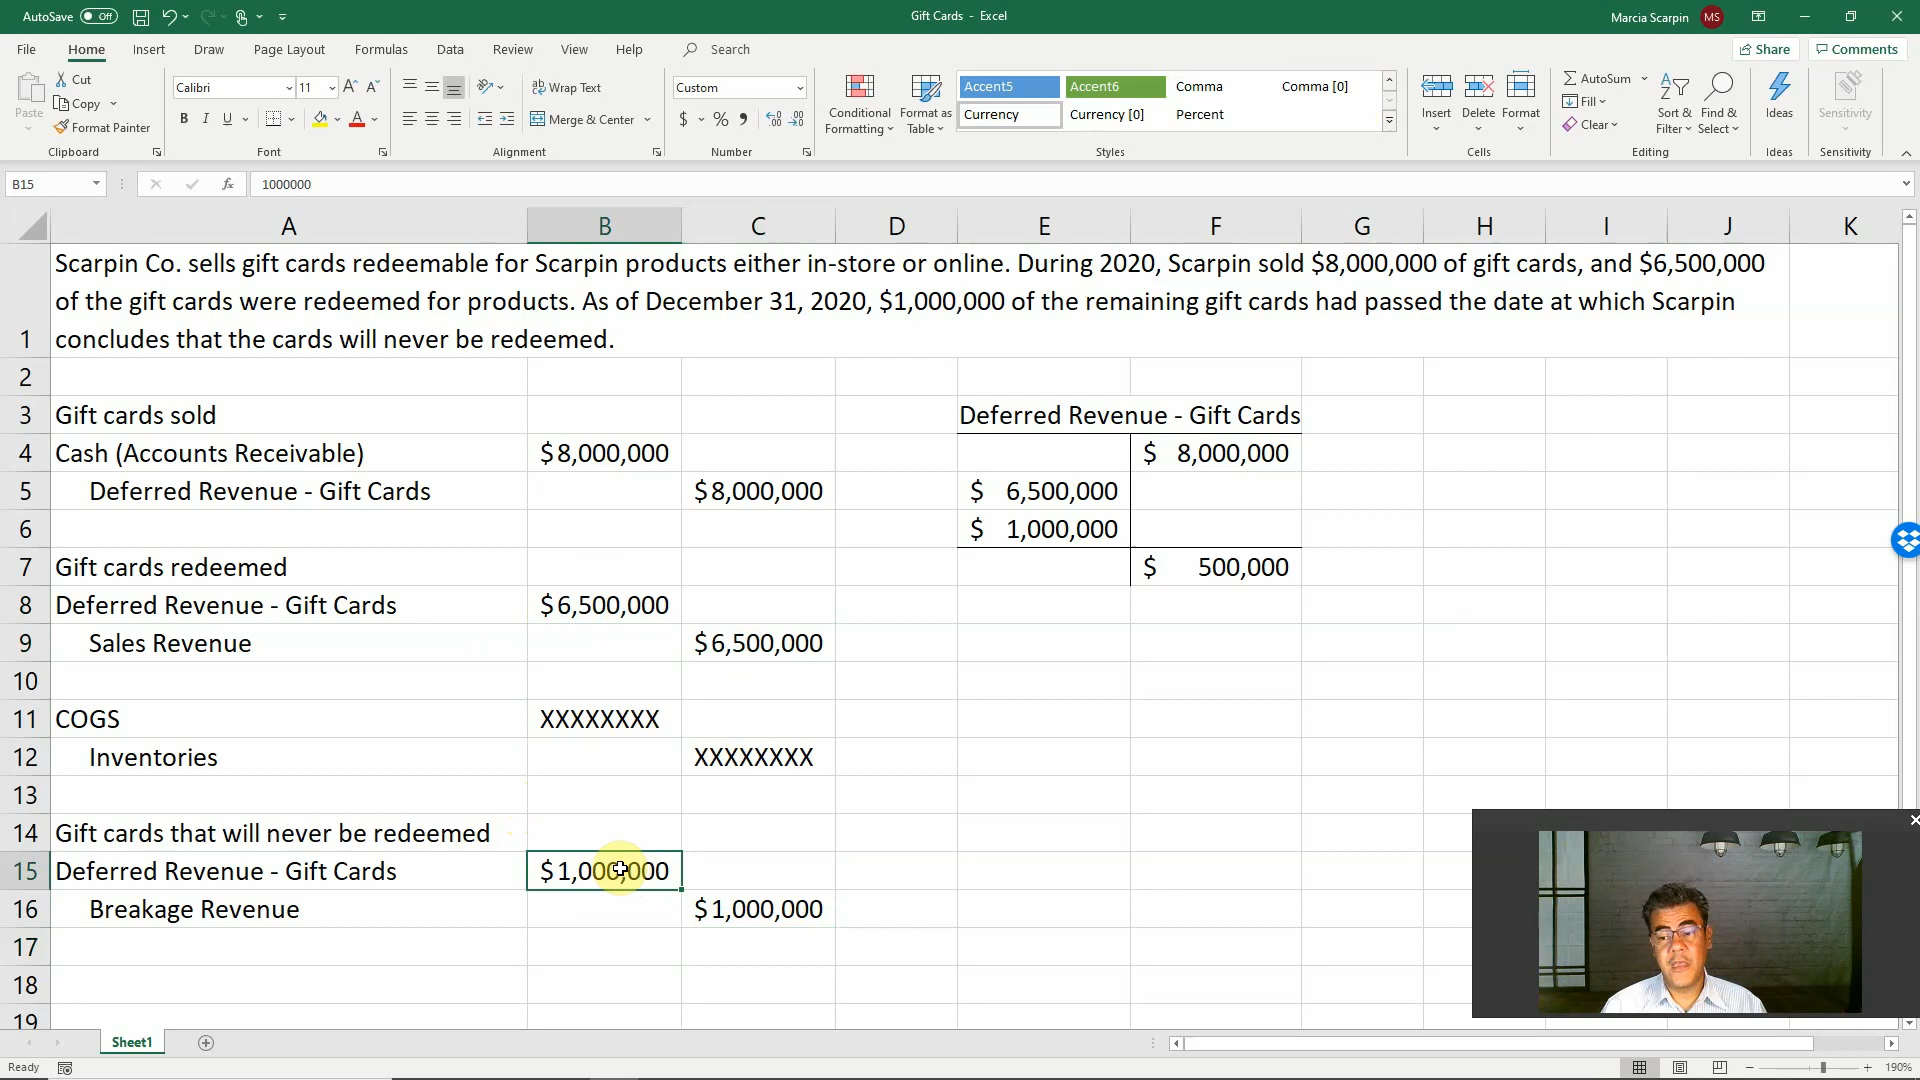 AutoSave Off Gift Cards - Excel Marcia Scarpin MS
File Home Insert Draw Page Layout Formulas Data Review View Help Search Share Comments
Paste Cut Copy Format Painter
Calibri 11 A A
B I U A
Wrap Text
Merge & Center
Custom
$ % ,
Conditional Formatting Format as Table
Accent5 Accent6 Comma Comma [0]
Currency Currency [0] Percent
Insert Delete Format
AutoSum Fill Clear
Sort & Filter Find & Select
Ideas Sensitivity
Clipboard Font Alignment Number Styles Cells Editing Ideas Sensitivity
B15 fx 1000000
A B C D E F G H I J K
Scarpin Co. sells gift cards redeemable for Scarpin products either in-store or online. During 2020, Scarpin sold $8,000,000 of gift cards, and $6,500,000
of the gift cards were redeemed for products. As of December 31, 2020, $1,000,000 of the remaining gift cards had passed the date at which Scarpin
1 concludes that the cards will never be redeemed.
2
3 Gift cards sold Deferred Revenue - Gift Cards
4 Cash (Accounts Receivable) $8,000,000 $ 8,000,000
5 Deferred Revenue - Gift Cards $8,000,000 $ 6,500,000
6 $ 1,000,000
7 Gift cards redeemed $ 500,000
8 Deferred Revenue - Gift Cards $6,500,000
9 Sales Revenue $6,500,000
10
11 COGS XXXXXXXX
12 Inventories XXXXXXXX
13
14 Gift cards that will never be redeemed
15 Deferred Revenue - Gift Cards $1,000,000
16 Breakage Revenue $1,000,000
17
18
19
Sheet1
Ready 190%